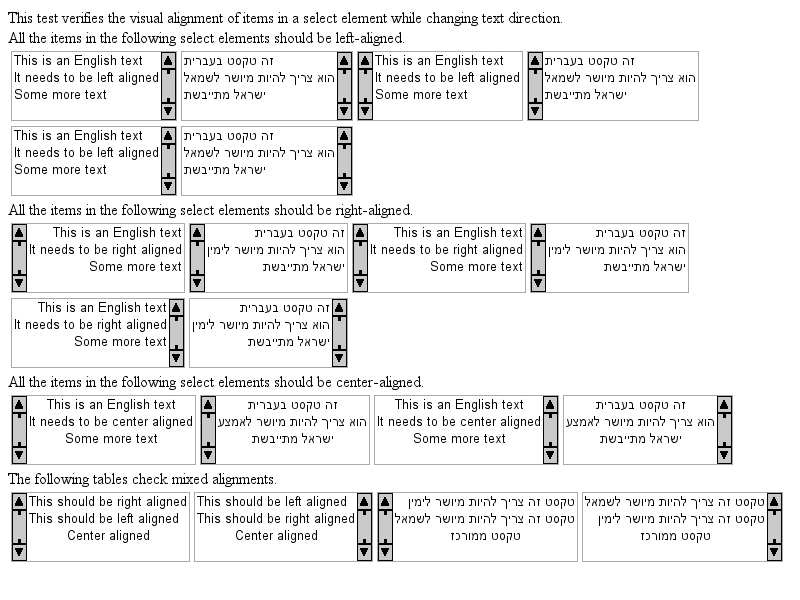 This test verifies the visual alignment of items in a select element while changing text direction.
All the items in the following select elements should be left-aligned.
This is an English text
It needs to be left aligned
Some more text
זה טקסט בעברית
הוא צריך להיות מיושר לשמאל
ישראל מתייבשת
This is an English text
It needs to be left aligned
Some more text
זה טקסט בעברית
הוא צריך להיות מיושר לשמאל
ישראל מתייבשת
This is an English text
It needs to be left aligned
Some more text
זה טקסט בעברית
הוא צריך להיות מיושר לשמאל
ישראל מתייבשת
All the items in the following select elements should be right-aligned.
This is an English text
It needs to be right aligned
Some more text
זה טקסט בעברית
הוא צריך להיות מיושר לימין
ישראל מתייבשת
This is an English text
It needs to be right aligned
Some more text
זה טקסט בעברית
הוא צריך להיות מיושר לימין
ישראל מתייבשת
This is an English text
It needs to be right aligned
Some more text
זה טקסט בעברית
הוא צריך להיות מיושר לימין
ישראל מתייבשת
All the items in the following select elements should be center-aligned.
This is an English text
It needs to be center aligned
Some more text
זה טקסט בעברית
הוא צריך להיות מיושר לאמצע
ישראל מתייבשת
This is an English text
It needs to be center aligned
Some more text
זה טקסט בעברית
הוא צריך להיות מיושר לאמצע
ישראל מתייבשת
The following tables check mixed alignments.
This should be right aligned
This should be left aligned
Center aligned
This should be left aligned
This should be right aligned
Center aligned
טקסט זה צריך להיות מיושר לימין
טקסט זה צריך להיות מיושר לשמאל
טקסט ממורכז
טקסט זה צריך להיות מיושר לשמאל
טקסט זה צריך להיות מיושר לימין
טקסט ממורכז